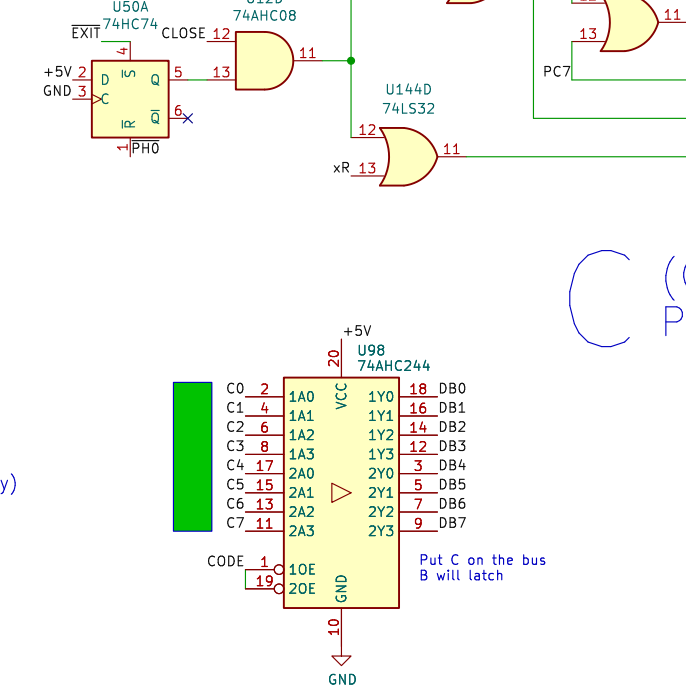 U50A
74HC74
EXIT
4
+5V
2
D
S
Q
5
GND
3
C
R
Q
6
1
PH0
74AHC08
CLOSE
12
13
11
U144D
74LS32
12
xR
13
11
13
11
PC7
C (
P
y)
+5V
20
U98
74AHC244
VCC
C0 2 1A0 1Y0 18 DB0
C1 4 1A1 1Y1 16 DB1
C2 6 1A2 1Y2 14 DB2
C3 8 1A3 1Y3 12 DB3
C4 17 2A0 2Y0 3 DB4
C5 15 2A1 2Y1 5 DB5
C6 13 2A2 2Y2 7 DB6
C7 11 2A3 2Y3 9 DB7
CODE 1 1OE
19 2OE
GND
10
GND
Put C on the bus
B will latch